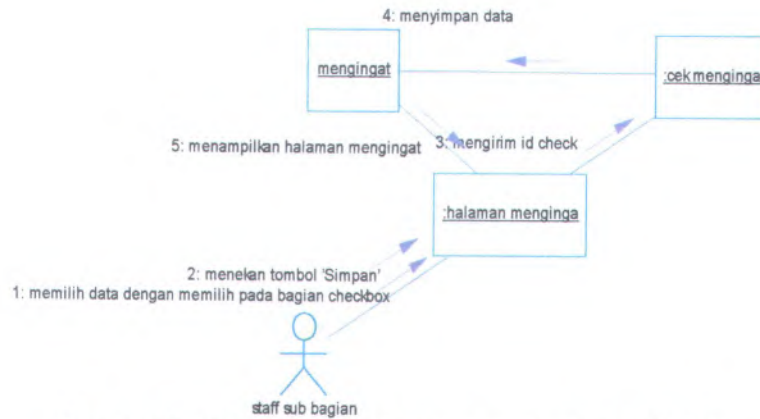 4: menyimpan data
mengingat
:cek menginga
5: menampilkan halaman mengingat
3: mengirim id check
:halaman menginga
2: menekan tombol 'Simpan'
1: memilih data dengan memilih pada bagian checkbox
staff sub bagian